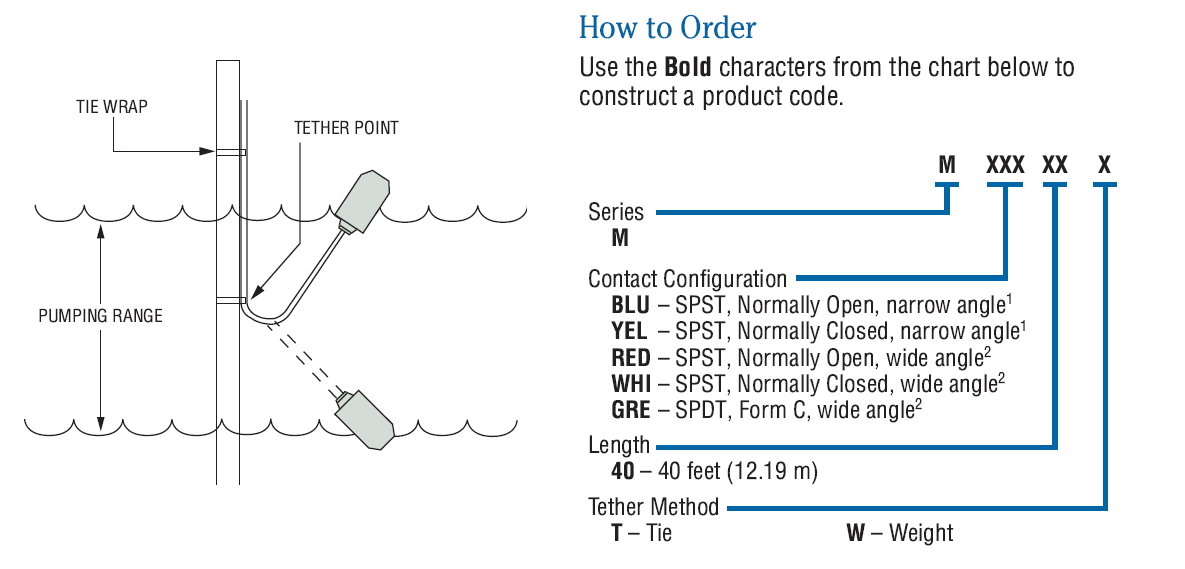 TIE WRAP
TETHER POINT
PUMPING RANGE
How to Order
Use the Bold characters from the chart below to
construct a product code.
M XXX XX X
Series
M
Contact Configuration
BLU – SPST, Normally Open, narrow angle¹
YEL – SPST, Normally Closed, narrow angle¹
RED – SPST, Normally Open, wide angle²
WHI – SPST, Normally Closed, wide angle²
GRE – SPDT, Form C, wide angle²
Length
40 – 40 feet (12.19 m)
Tether Method
T – Tie W – Weight